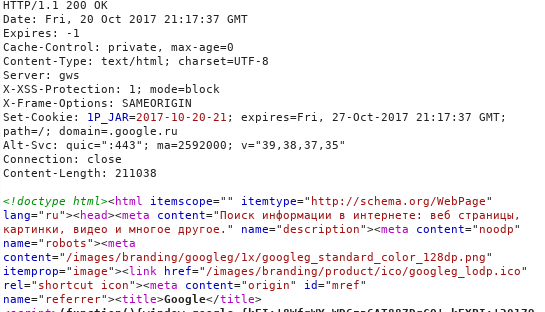 HTTP/1.1 200 OK
Date: Fri, 20 Oct 2017 21:17:37 GMT
Expires: -1
Cache-Control: private, max-age=0
Content-Type: text/html; charset=UTF-8
Server: gws
X-XSS-Protection: 1; mode=block
X-Frame-Options: SAMEORIGIN
Set-Cookie: 1P_JAR=2017-10-20-21; expires=Fri, 27-Oct-2017 21:17:37 GMT;
path=/; domain=.google.ru
Alt-Svc: quic=":443"; ma=2592000; v="39,38,37,35"
Connection: close
Content-Length: 211038

<!doctype html><html itemscope="" itemtype="http://schema.org/WebPage"
lang="ru"><head><meta content="Поиск информации в интернете: веб страницы,
картинки, видео и многое другое." name="description"><meta content="noodp"
name="robots"><meta
content="/images/branding/googleg/1x/googleg_standard_color_128dp.png"
itemprop="image"><link href="/images/branding/product/ico/googleg_lodp.ico"
rel="shortcut icon"><meta content="origin" id="mref"
name="referrer"><title>Google</title>